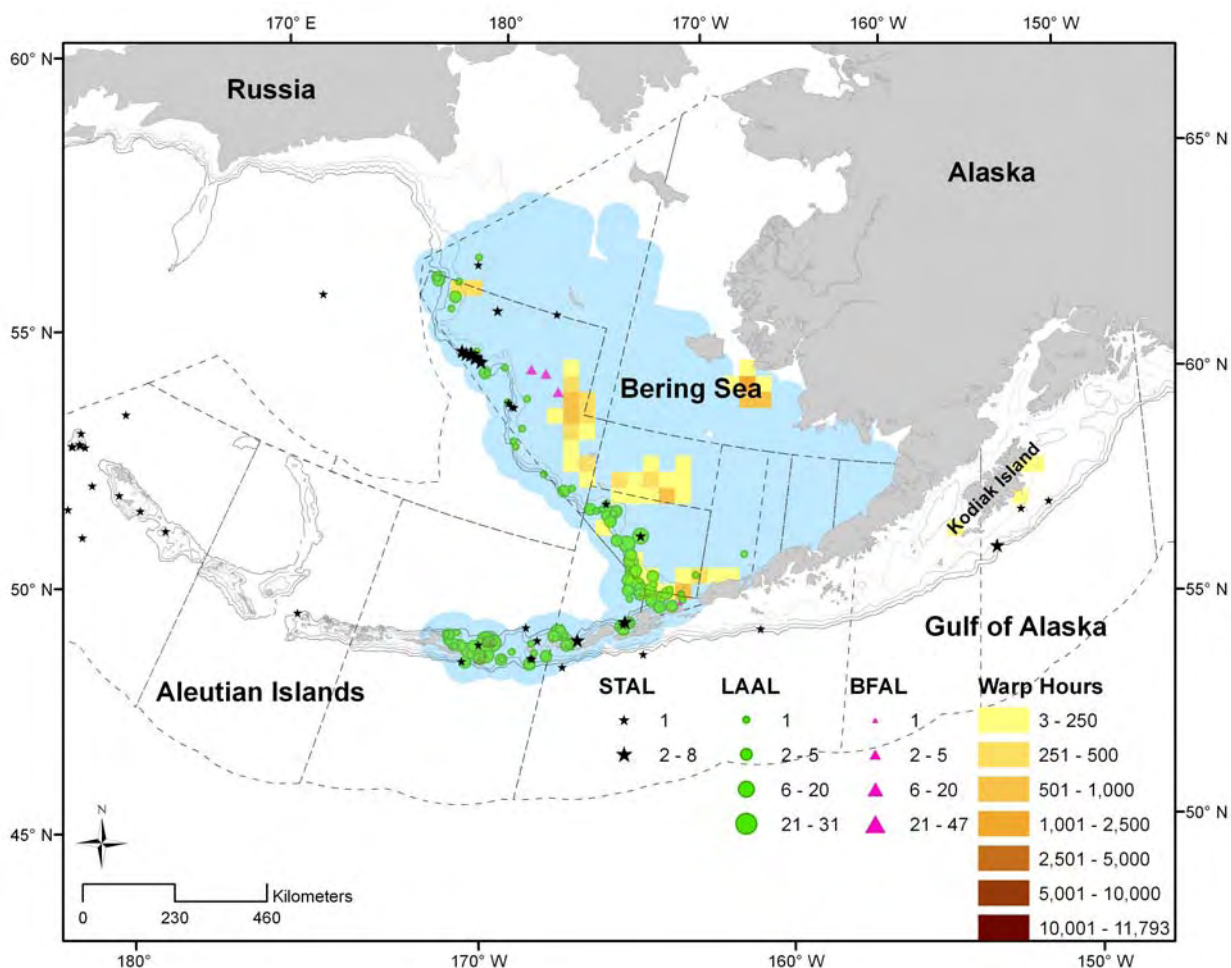 170° E 180° 170° W 160° W 150° W
60° N
Russia
65° N
Alaska
55° N
60° N
Bering Sea
Kodiak Island
50° N
55° N
Gulf of Alaska
Aleutian Islands
STAL LAAL BFAL Warp Hours
1 1 1 3 - 250
2 - 8 2 - 5 2 - 5 251 - 500
6 - 20 6 - 20 501 - 1,000
21 - 31 21 - 47 1,001 - 2,500
50° N
45° N
N
2,501 - 5,000
Kilometers
5,001 - 10,000
0 230 460
10,001 - 11,793
180° 170° W 160° W 150° W